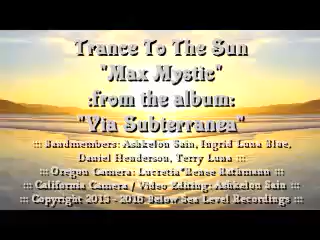 Trance To The Sun
"Max Mystic"
:from the album:
"Via Subterranea"
::: Bandmembers: Ashkelon Sain, Ingrid Luna Blue,
Daniel Henderson, Terry Luna :::
::: Oregon Camera: Lucretia*Renee Rathmann :::
::: California Camera / Video Editing: Ashkelon Sain :::
::: Copyright 2015 - 2016 Below Sea Level Recordings :::